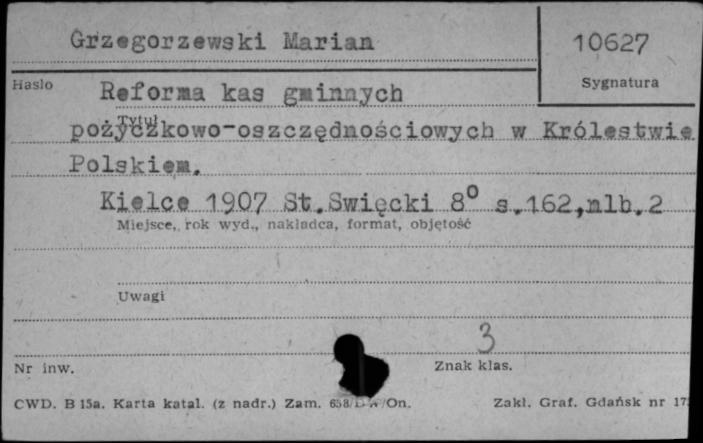 Grzegorzewski Marian
10627
Hasło
Sygnatura
Reforma kas gminnych
Tytuł
pożyczkowo-oszczędnościowych w Królestwie
Polskiem.
Kielce 1907 St.Święcki 8° s.162,nlb.2
Miejsce, rok wyd., nakładca, format, objętość
Uwagi
3
Nr inw.
Znak klas.
CWD. B 15a. Karta katal. (z nadr.) Zam. /On.
Zakł. Graf. Gdańsk nr